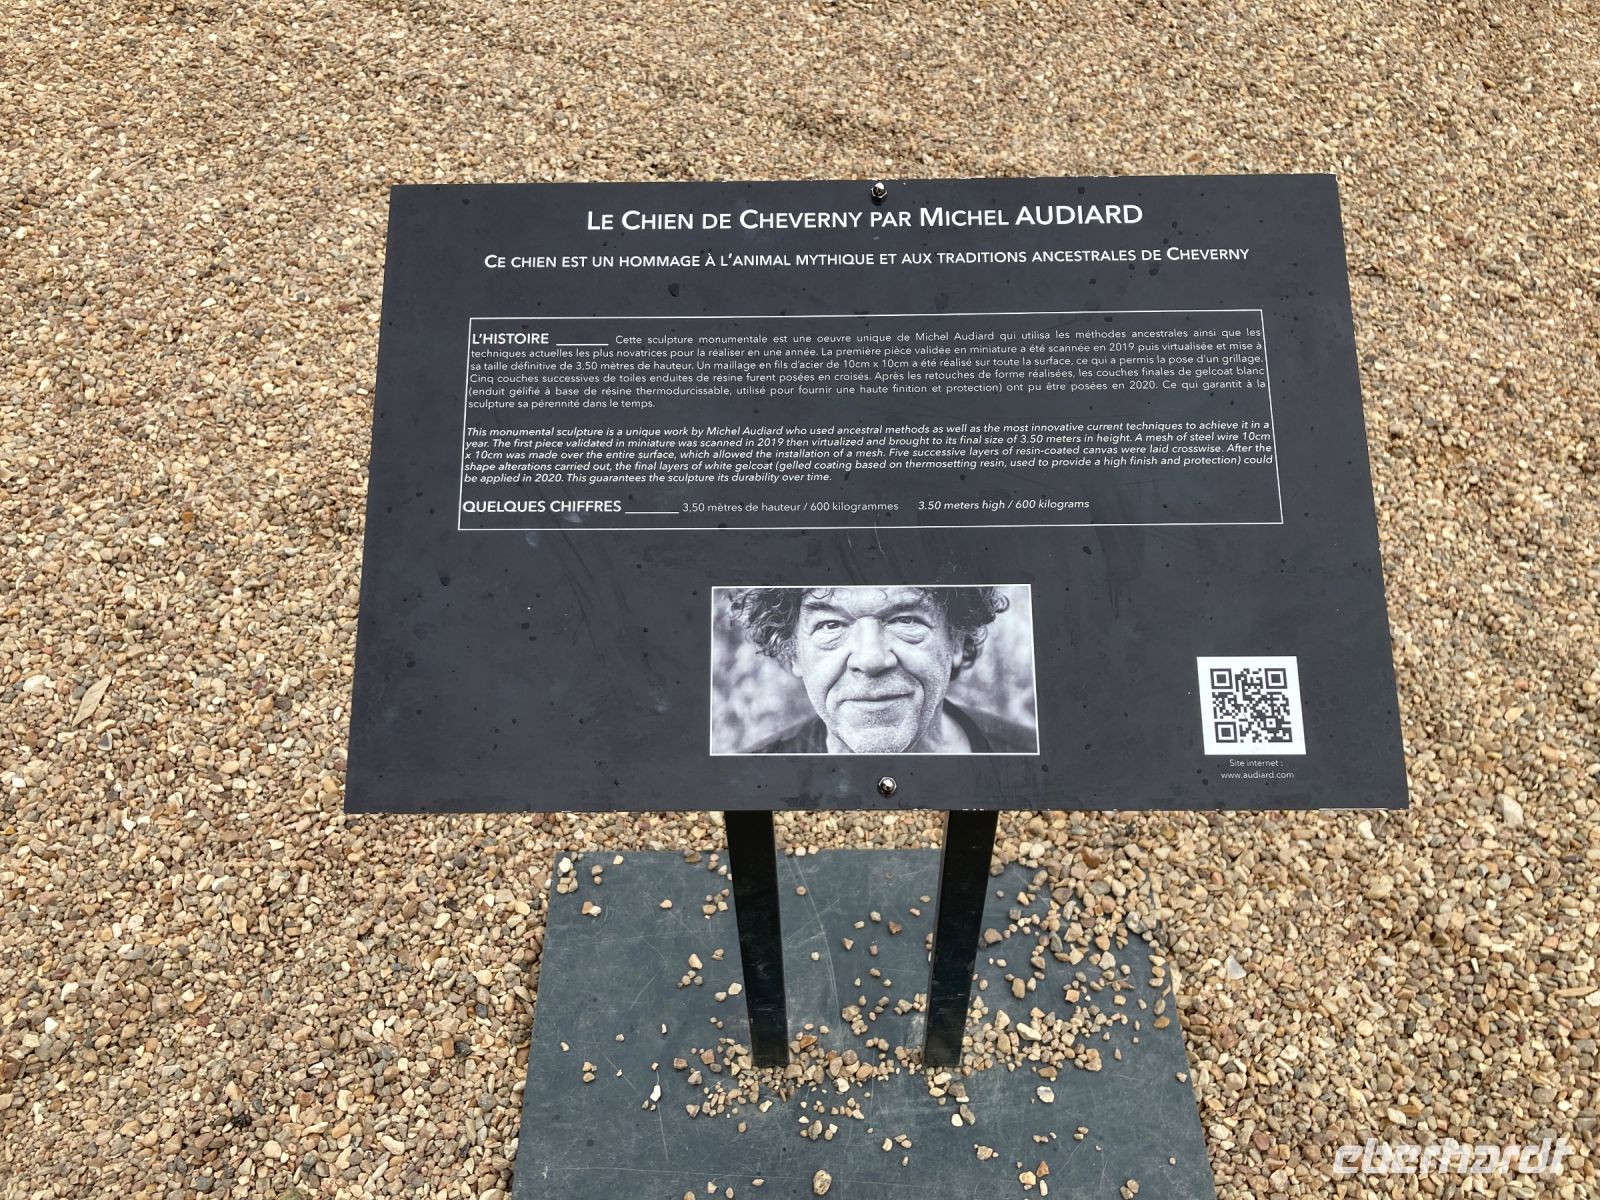 LE CHIEN DE CHEVERNY PAR MICHEL AUDIARD
CE CHIEN EST UN HOMMAGE À L'ANIMAL MYTHIQUE ET AUX TRADITIONS ANCESTRALES DE CHEVERNY
L'HISTOIRE ______ Cette sculpture monumentale est une oeuvre unique de Michel Audiard qui utilisa les méthodes ancestrales ainsi que les
techniques actuelles les plus novatrices pour la réaliser en une année. La première pièce validée en miniature a été scannée en 2019 puis virtualisée et mise à
sa taille définitive de 3,50 mètres de hauteur. Un maillage en fils d'acier de 10cm x 10cm a été réalisé sur toute la surface, ce qui a permis la pose d'un grillage.
Cinq couches successives de toiles enduites de résine furent posées en croisés. Après les retouches de forme réalisées, les couches finales de gelcoat blanc
(enduit gélifié à base de résine thermodurcissable, utilisé pour fournir une haute finition et protection) ont pu être posées en 2020. Ce qui garantit à la
sculpture sa pérennité dans le temps.
This monumental sculpture is a unique work by Michel Audiard who used ancestral methods as well as the most innovative current techniques to achieve it in a
year. The first piece validated in miniature was scanned in 2019 then virtualized and brought to its final size of 3.50 meters in height. A mesh of steel wire 10cm
x 10cm was made over the entire surface, which allowed the installation of a mesh. Five successive layers of resin-coated canvas were laid crosswise. After the
shape alterations carried out, the final layers of white gelcoat (gelled coating based on thermosetting resin, used to provide a high finish and protection) could
be applied in 2020. This guarantees the sculpture its durability over time.
QUELQUES CHIFFRES ______ 3,50 mètres de hauteur / 600 kilogrammes 3.50 meters high / 600 kilograms
Site internet :
www.audiard.com
eberhardt